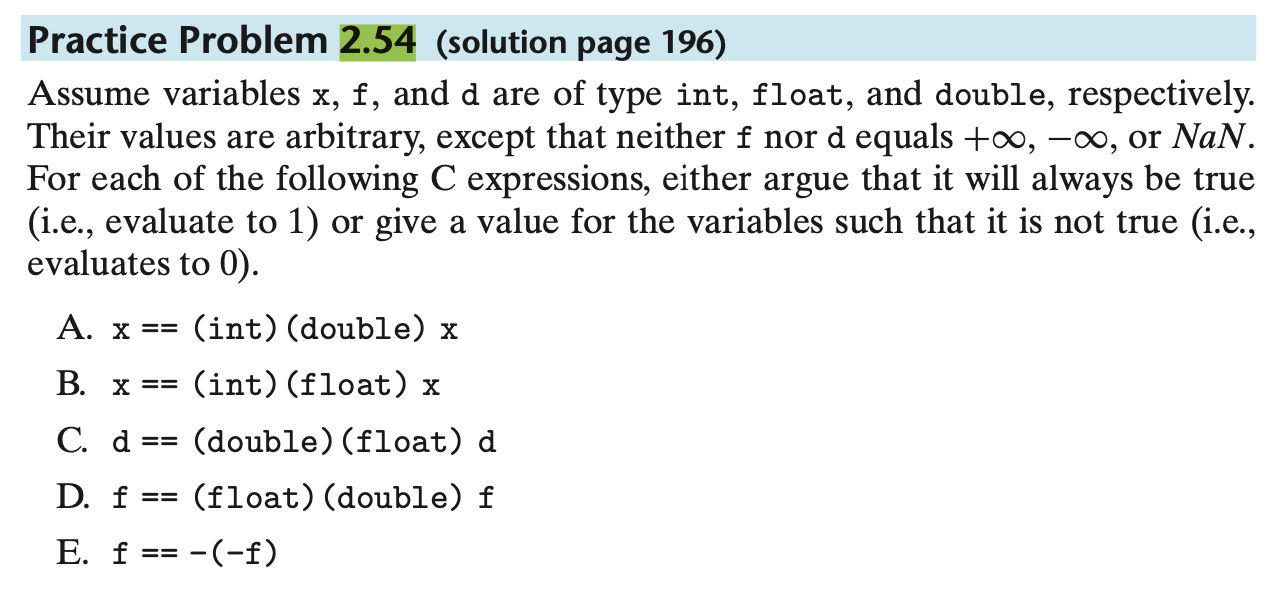 Practice Problem 2.54 (solution page 196)
Assume variables x, f, and d are of type int, float, and double, respectively.
Their values are arbitrary, except that neither f nor d equals +∞, −∞, or NaN.
For each of the following C expressions, either argue that it will always be true
(i.e., evaluate to 1) or give a value for the variables such that it is not true (i.e.,
evaluates to 0).
A. x == (int)(double) x
B. x == (int)(float) x
C. d == (double)(float) d
D. f == (float)(double) f
E. f == -(-f)